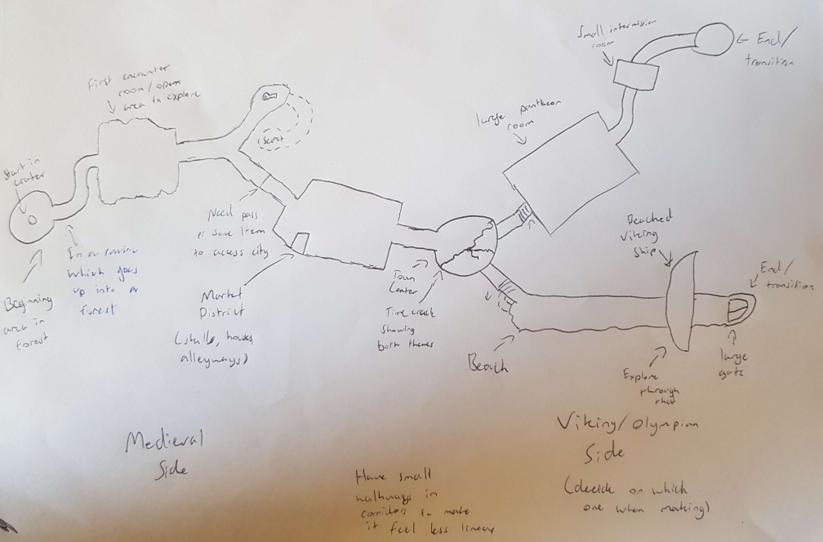 Start in
crater
First encounter
room/open
area to explore
Secret
Small intermission
room
← End/
transition
large pantheon
room
Beginning
area in
forest
In a ravine
which goes
up into a
forest
Need pass
or some item
to access city
Market
District
(stalls, houses
alleyways)
Town
Center
Time crack
showing
both themes
Beach
Beached
Viking
Ship
End/
transition
Explore
through
ship
large
gate
Medieval
Side
Viking/Olympian
Side
(decide on which
one when making)
Have small
walkways in
corridor to make
it feel less linear